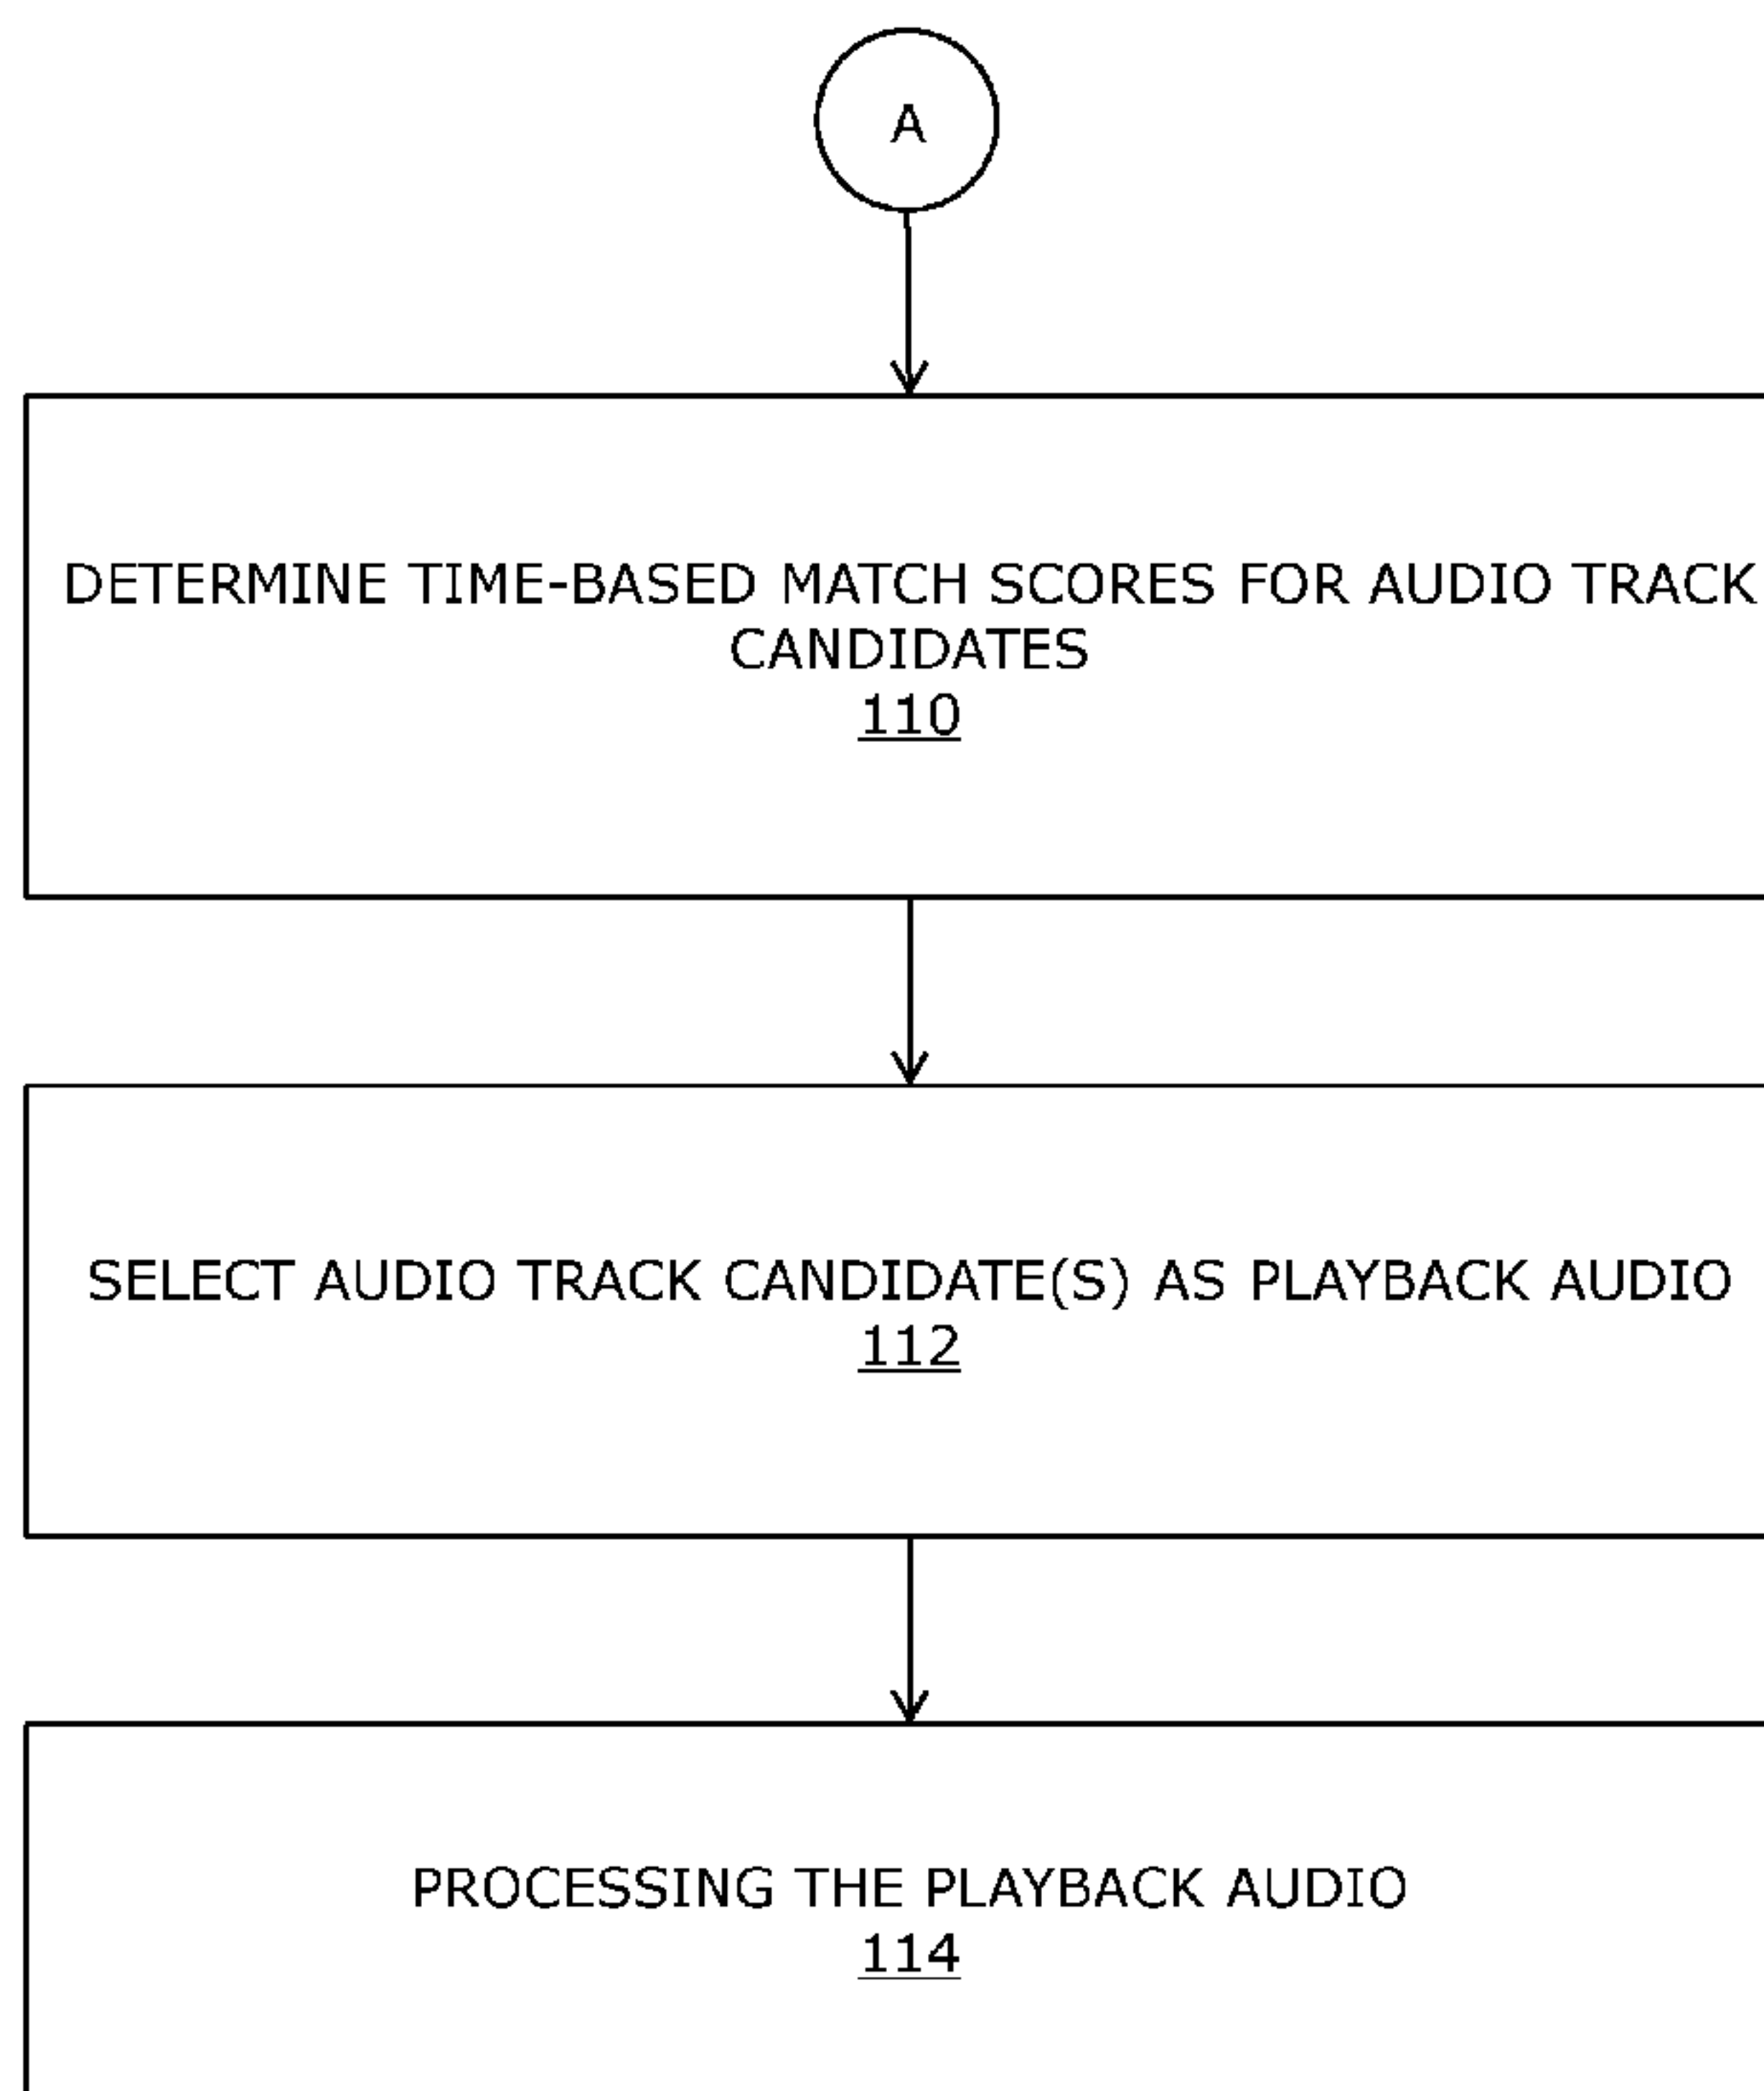 A
DETERMINE TIME-BASED MATCH SCORES FOR AUDIO TRACK
CANDIDATES
110
SELECT AUDIO TRACK CANDIDATE(S) AS PLAYBACK AUDIO
112
PROCESSING THE PLAYBACK AUDIO
114